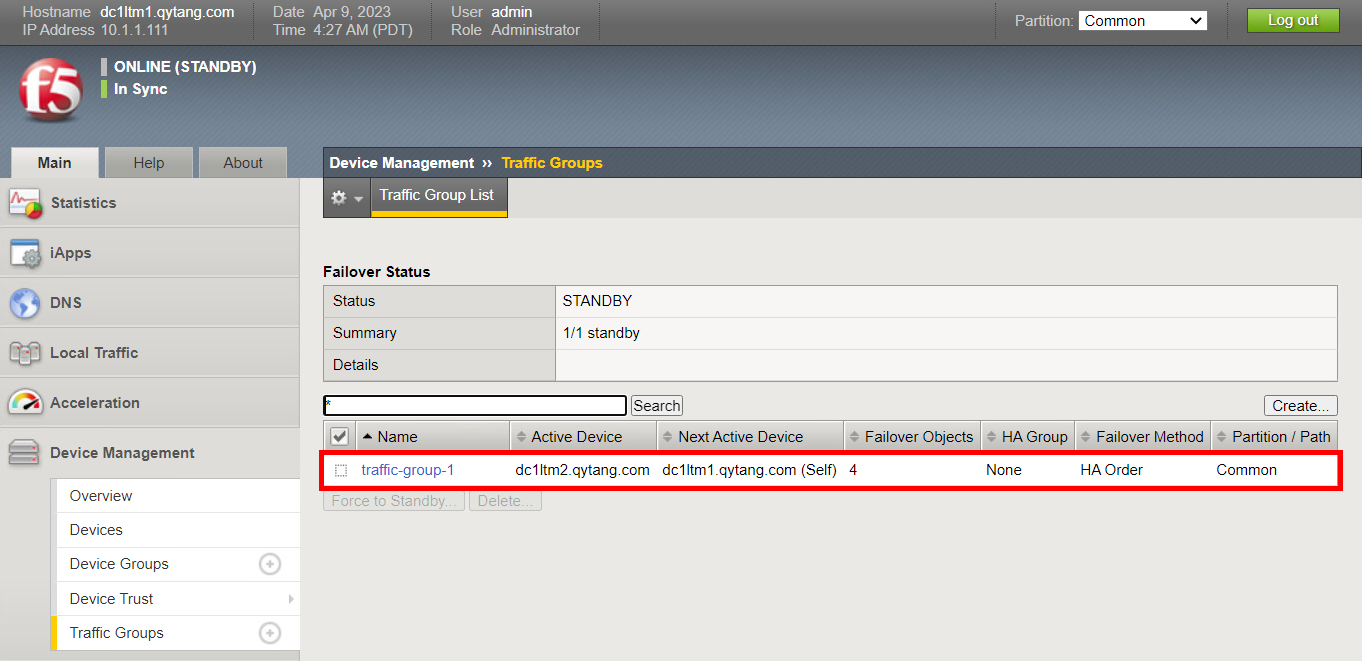 Hostname dc1ltm1.qytang.com Date Apr 9, 2023 User admin
IP Address 10.1.1.111 Time 4:27 AM (PDT) Role Administrator
Partition: Common Log out
f5
ONLINE (STANDBY)
In Sync
Main Help About
Device Management ›› Traffic Groups
Traffic Group List
Statistics
iApps
DNS
Local Traffic
Acceleration
Device Management
Overview
Devices
Device Groups
Device Trust
Traffic Groups
Failover Status
Status STANDBY
Summary 1/1 standby
Details
* Search Create...
Name Active Device Next Active Device Failover Objects HA Group Failover Method Partition / Path
traffic-group-1 dc1ltm2.qytang.com dc1ltm1.qytang.com (Self) 4 None HA Order Common
Force to Standby... Delete...